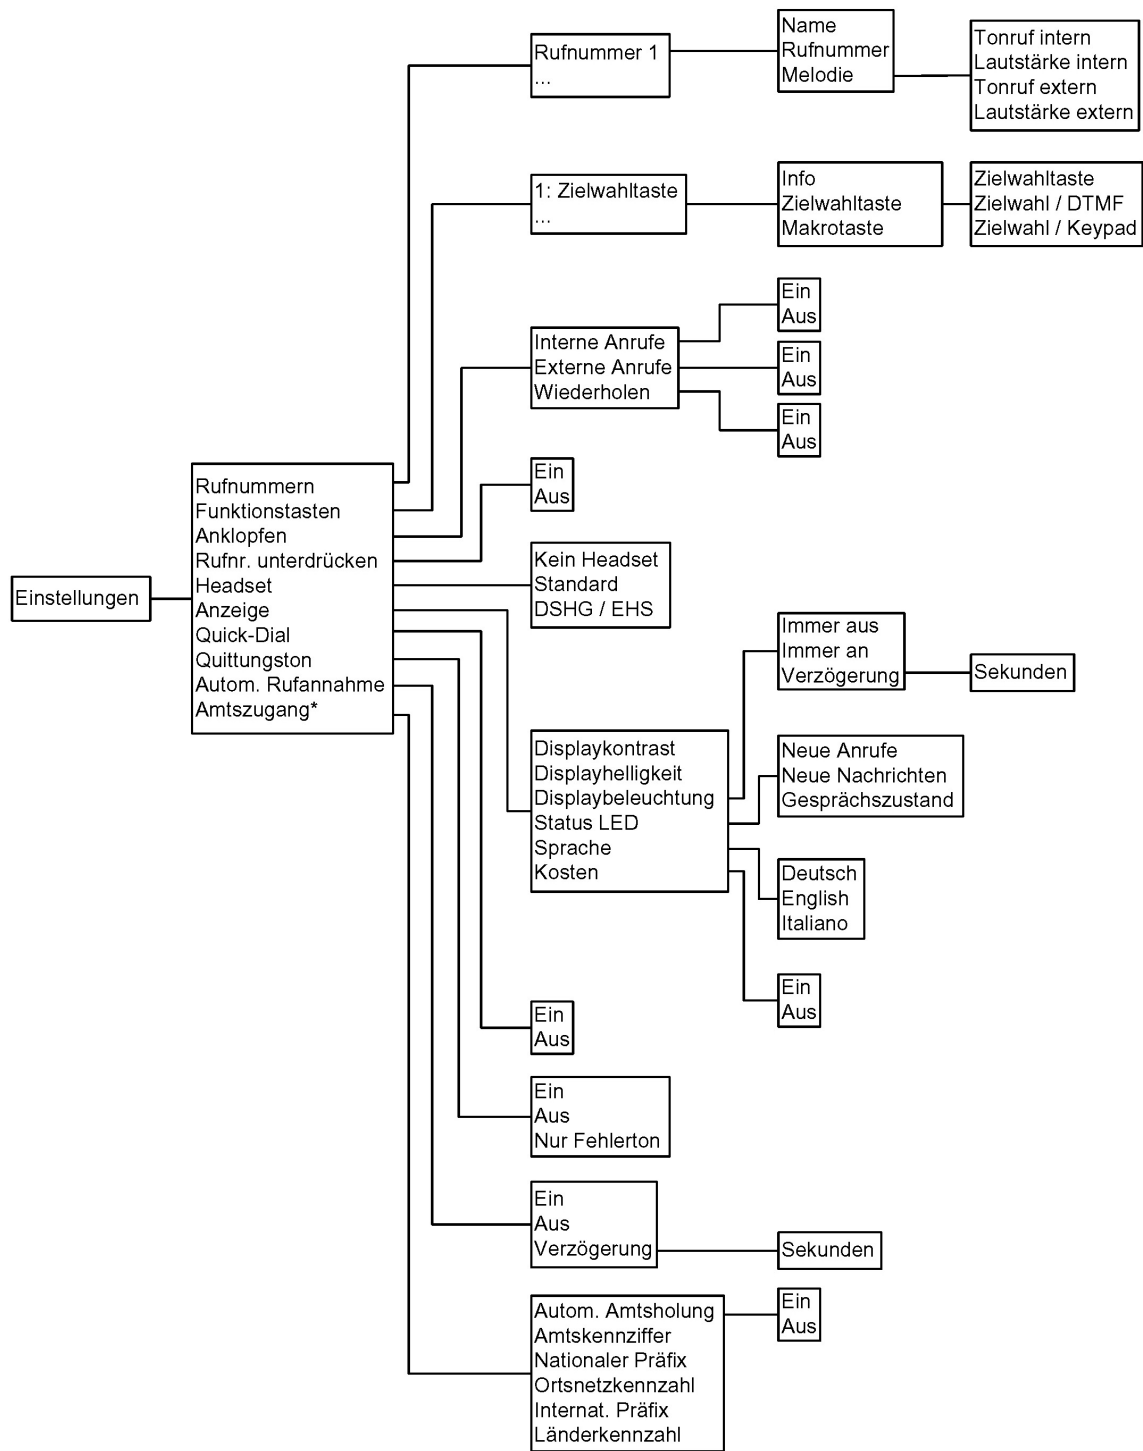 Einstellungen
Rufnummern
Funktionstasten
Anklopfen
Rufnr. unterdrücken
Headset
Anzeige
Quick-Dial
Quittungston
Autom. Rufannahme
Amtszugang*
Rufnummer 1
...
Name
Rufnummer
Melodie
Tonruf intern
Lautstärke intern
Tonruf extern
Lautstärke extern
1: Zielwahltaste
...
Info
Zielwahltaste
Makrotaste
Zielwahltaste
Zielwahl / DTMF
Zielwahl / Keypad
Interne Anrufe
Externe Anrufe
Wiederholen
Ein
Aus
Ein
Aus
Ein
Aus
Ein
Aus
Kein Headset
Standard
DSHG / EHS
Displaykontrast
Displayhelligkeit
Displaybeleuchtung
Status LED
Sprache
Kosten
Immer aus
Immer an
Verzögerung
Sekunden
Neue Anrufe
Neue Nachrichten
Gesprächszustand
Deutsch
English
Italiano
Ein
Aus
Ein
Aus
Ein
Aus
Nur Fehlerton
Ein
Aus
Verzögerung
Sekunden
Autom. Amtsholung
Amtskennziffer
Nationaler Präfix
Ortsnetzkennzahl
Internat. Präfix
Länderkennzahl
Ein
Aus